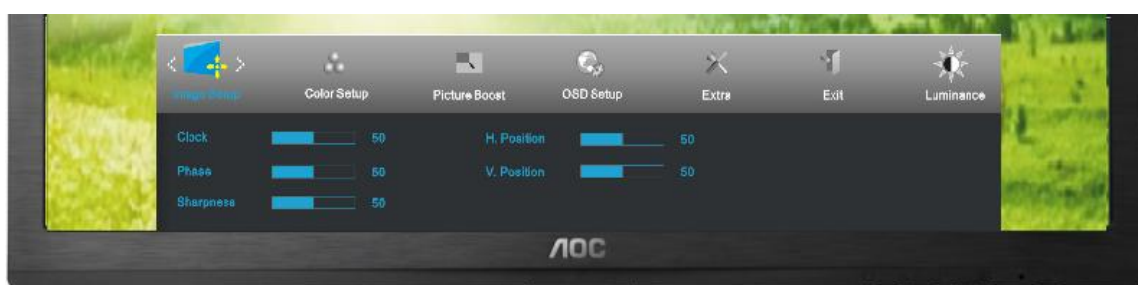 Image Setup
Color Setup
Picture Boost
OSD Setup
Extra
Exit
Luminance
Clock 50 H. Position 50
Phase 50 V. Position 50
Sharpness 50
AOC